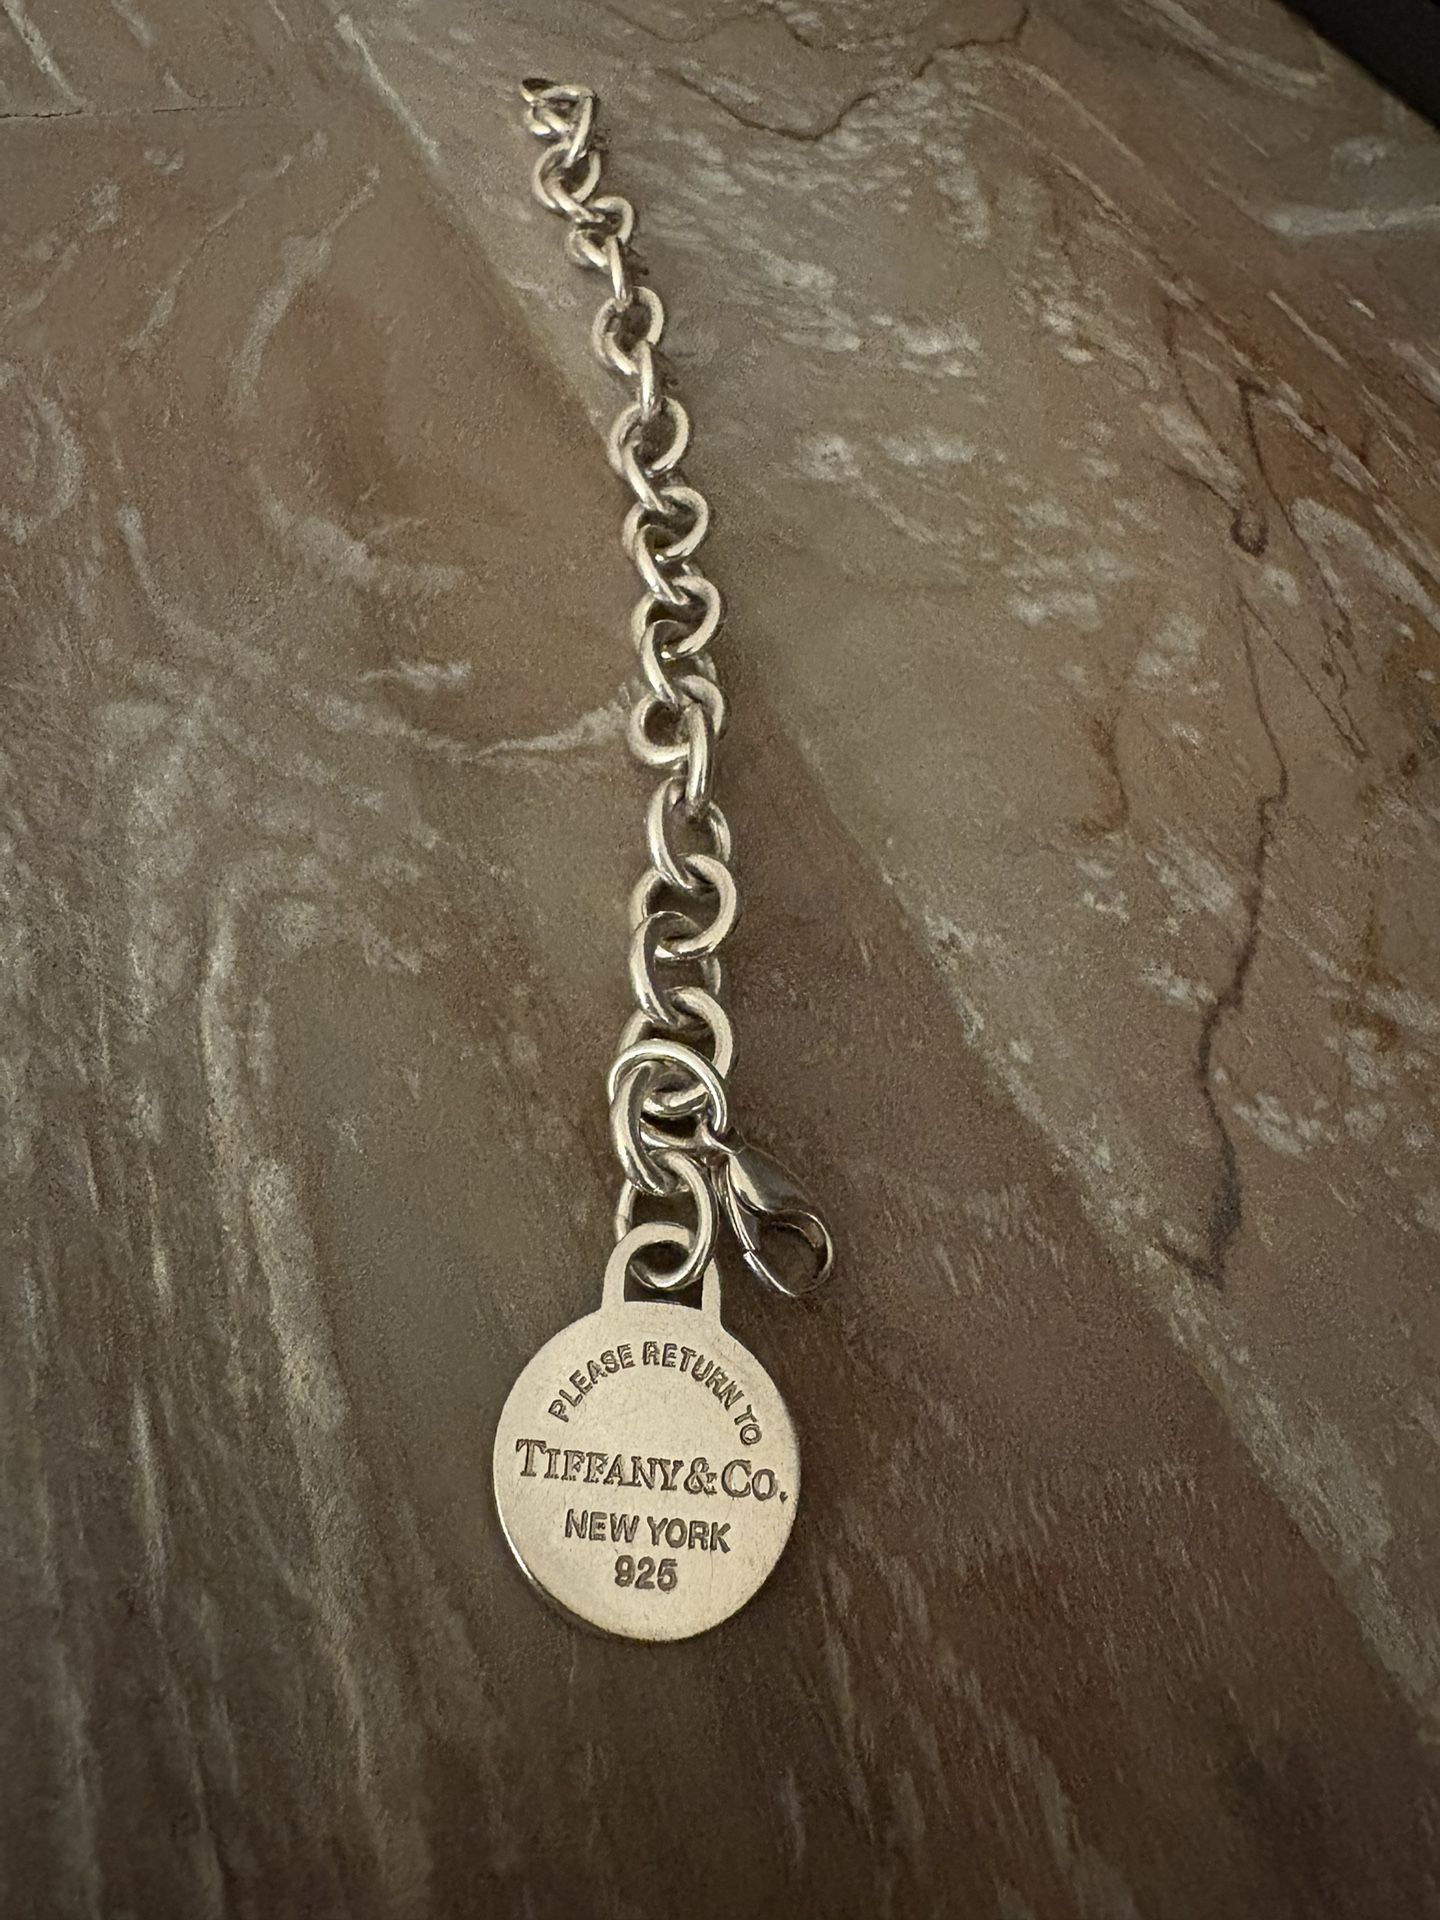 PLEASE RETURN TO
TIFFANY & CO.
NEW YORK
925